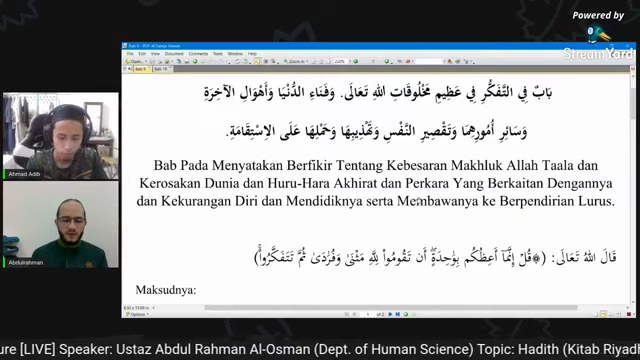 Powered by
StreamYard
بَابٌ فِي التَّفَكُّرِ فِي عَظِيمِ مَخْلُوقَاتِ اللهِ تَعَالَى. وَفَنَاءِ الدُّنْيَا وَأَهْوَالِ الآخِرَةِ
وَسَائِرِ أُمُورِهِمَا وَتَقْصِيرِ النَّفْسِ وَتَهْذِيبِهَا وَحَمْلِهَا عَلَى الِاسْتِقَامَةِ.
Bab Pada Menyatakan Berfikir Tentang Kebesaran Makhluk Allah Taala dan
Kerosakan Dunia dan Huru-Hara Akhirat dan Perkara Yang Berkaitan Dengannya
dan Kekurangan Diri dan Mendidiknya serta Membawanya ke Berpendirian Lurus.
قَالَ اللهُ تَعَالَى: (۞قُلْ إِنَّمَآ أَعِظُكُم بِوَٰحِدَةٍۖ أَن تَقُومُواْ لِلَّهِ مَثْنَىٰ وَفُرَٰدَىٰ ثُمَّ تَتَفَكَّرُواْۚ)
Maksudnya:
Ahmad Adib
Abdulrahman
ure [LIVE] Speaker: Ustaz Abdul Rahman Al-Osman (Dept. of Human Science) Topic: Hadith (Kitab Riyadh